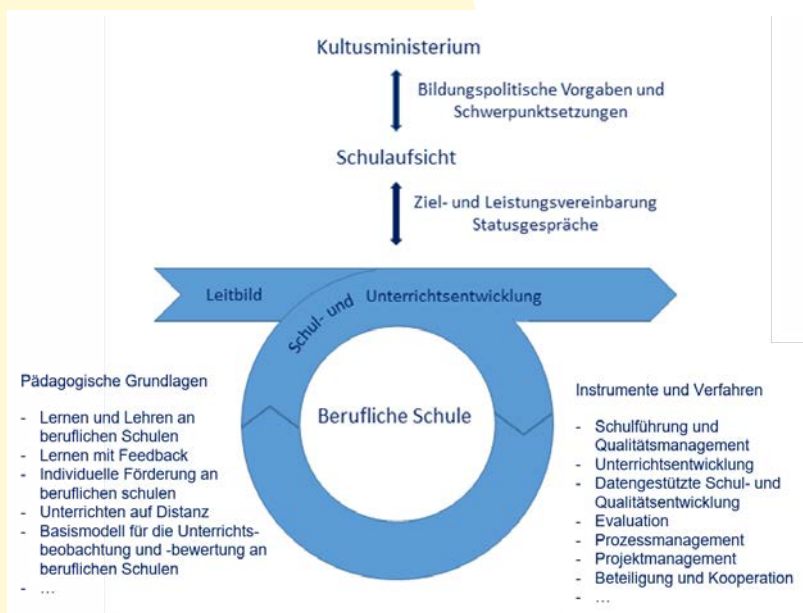 Kultusministerium
Bildungspolitische Vorgaben und
Schwerpunktsetzungen
Schulaufsicht
Ziel- und Leistungsvereinbarung
Statusgespräche
Leitbild
Schul- und Unterrichtsentwicklung
Berufliche Schule
Pädagogische Grundlagen
- Lernen und Lehren an
beruflichen Schulen
- Lernen mit Feedback
- Individuelle Förderung an
beruflichen schulen
- Unterrichten auf Distanz
- Basismodell für die Unterrichts-
beobachtung und -bewertung an
beruflichen Schulen
- ...
Instrumente und Verfahren
- Schulführung und
Qualitätsmanagement
- Unterrichtsentwicklung
- Datengestützte Schul- und
Qualitätsentwicklung
- Evaluation
- Prozessmanagement
- Projektmanagement
- Beteiligung und Kooperation
- ...